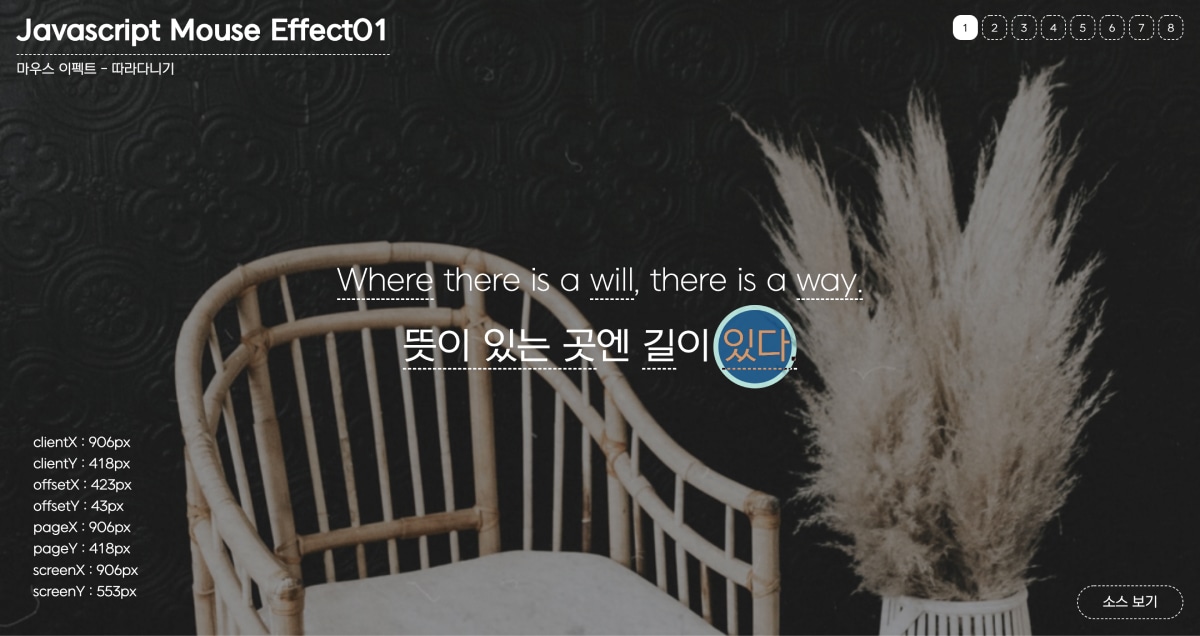 Javascript Mouse Effect01
마우스 이펙트 - 따라다니기
1 2 3 4 5 6 7 8
Where there is a will, there is a way.
뜻이 있는 곳엔 길이 있다.
clientX : 906px
clientY : 418px
offsetX : 423px
offsetY : 43px
pageX : 906px
pageY : 418px
screenX : 906px
screenY : 553px
소스 보기